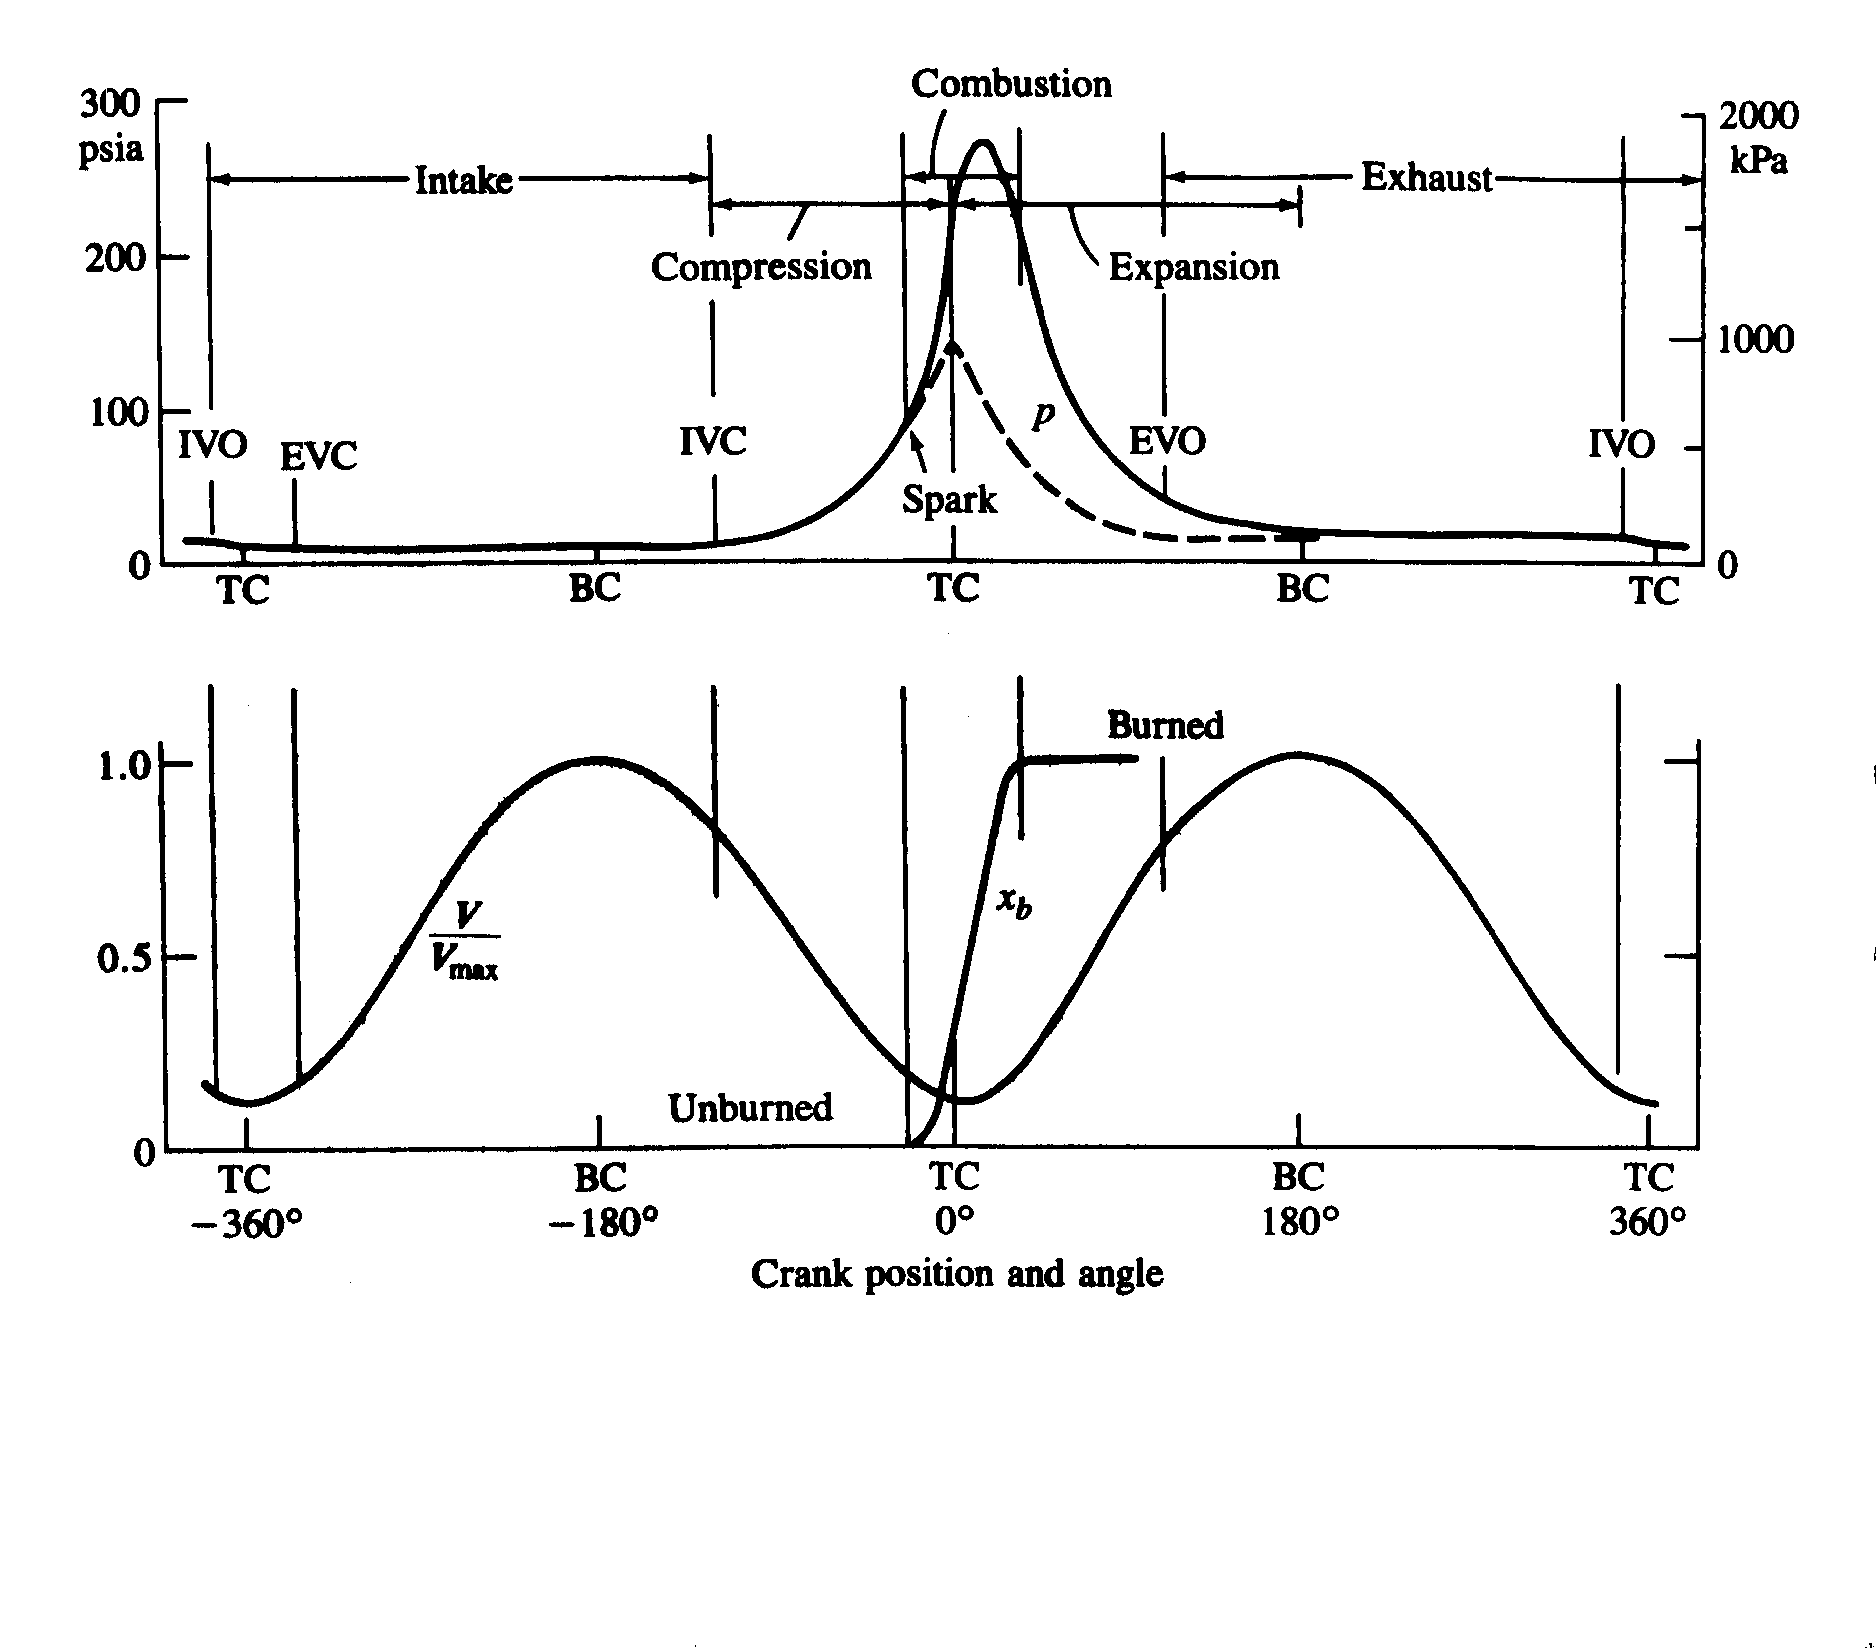 Combustion
300
psia
2000
kPa
Intake
Exhaust
Compression
Expansion
200
1000
100
p
IVO
EVC
IVC
EVO
IVO
Spark
0
0
TC
BC
TC
BC
TC
Burned
1.0
x_b
V
V_max
0.5
Unburned
0
TC
BC
TC
BC
TC
−360°
−180°
0°
180°
360°
Crank position and angle